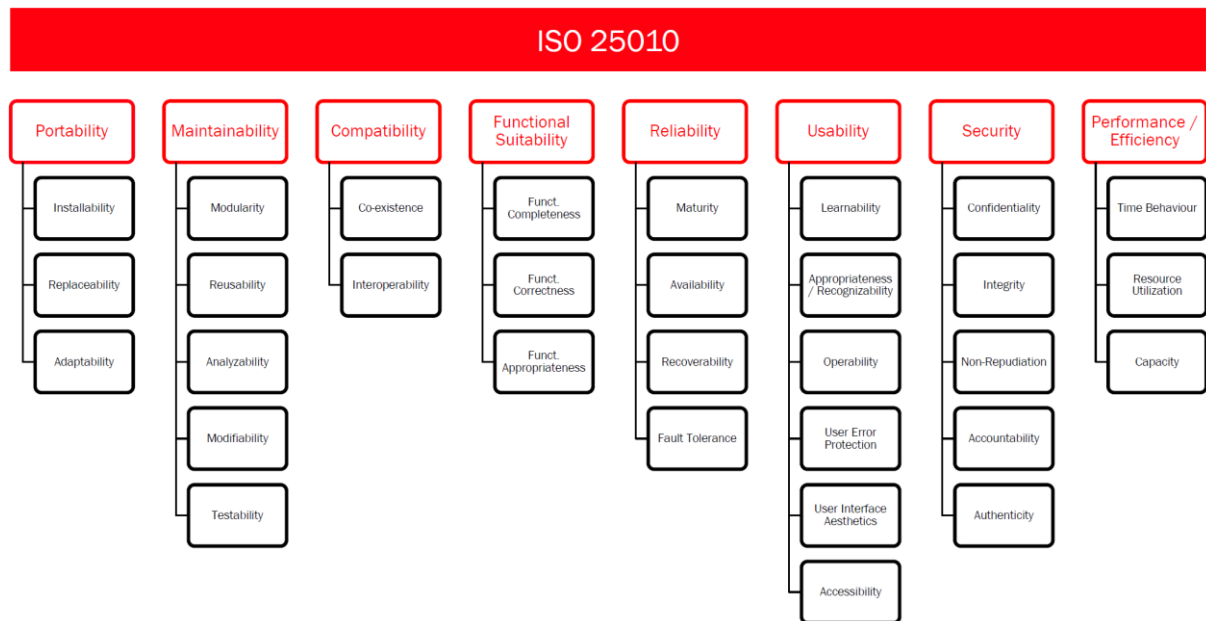 ISO 25010
Portability
Installability
Replaceability
Adaptability
Maintainability
Modularity
Reusability
Analyzability
Modifiability
Testability
Compatibility
Co-existence
Interoperability
Functional
Suitability
Funct.
Completeness
Funct.
Correctness
Funct.
Appropriateness
Reliability
Maturity
Availability
Recoverability
Fault Tolerance
Usability
Learnability
Appropriateness
/ Recognizability
Operability
User Error
Protection
User Interface
Aesthetics
Accessibility
Security
Confidentiality
Integrity
Non-Repudiation
Accountability
Authenticity
Performance /
Efficiency
Time Behaviour
Resource
Utilization
Capacity